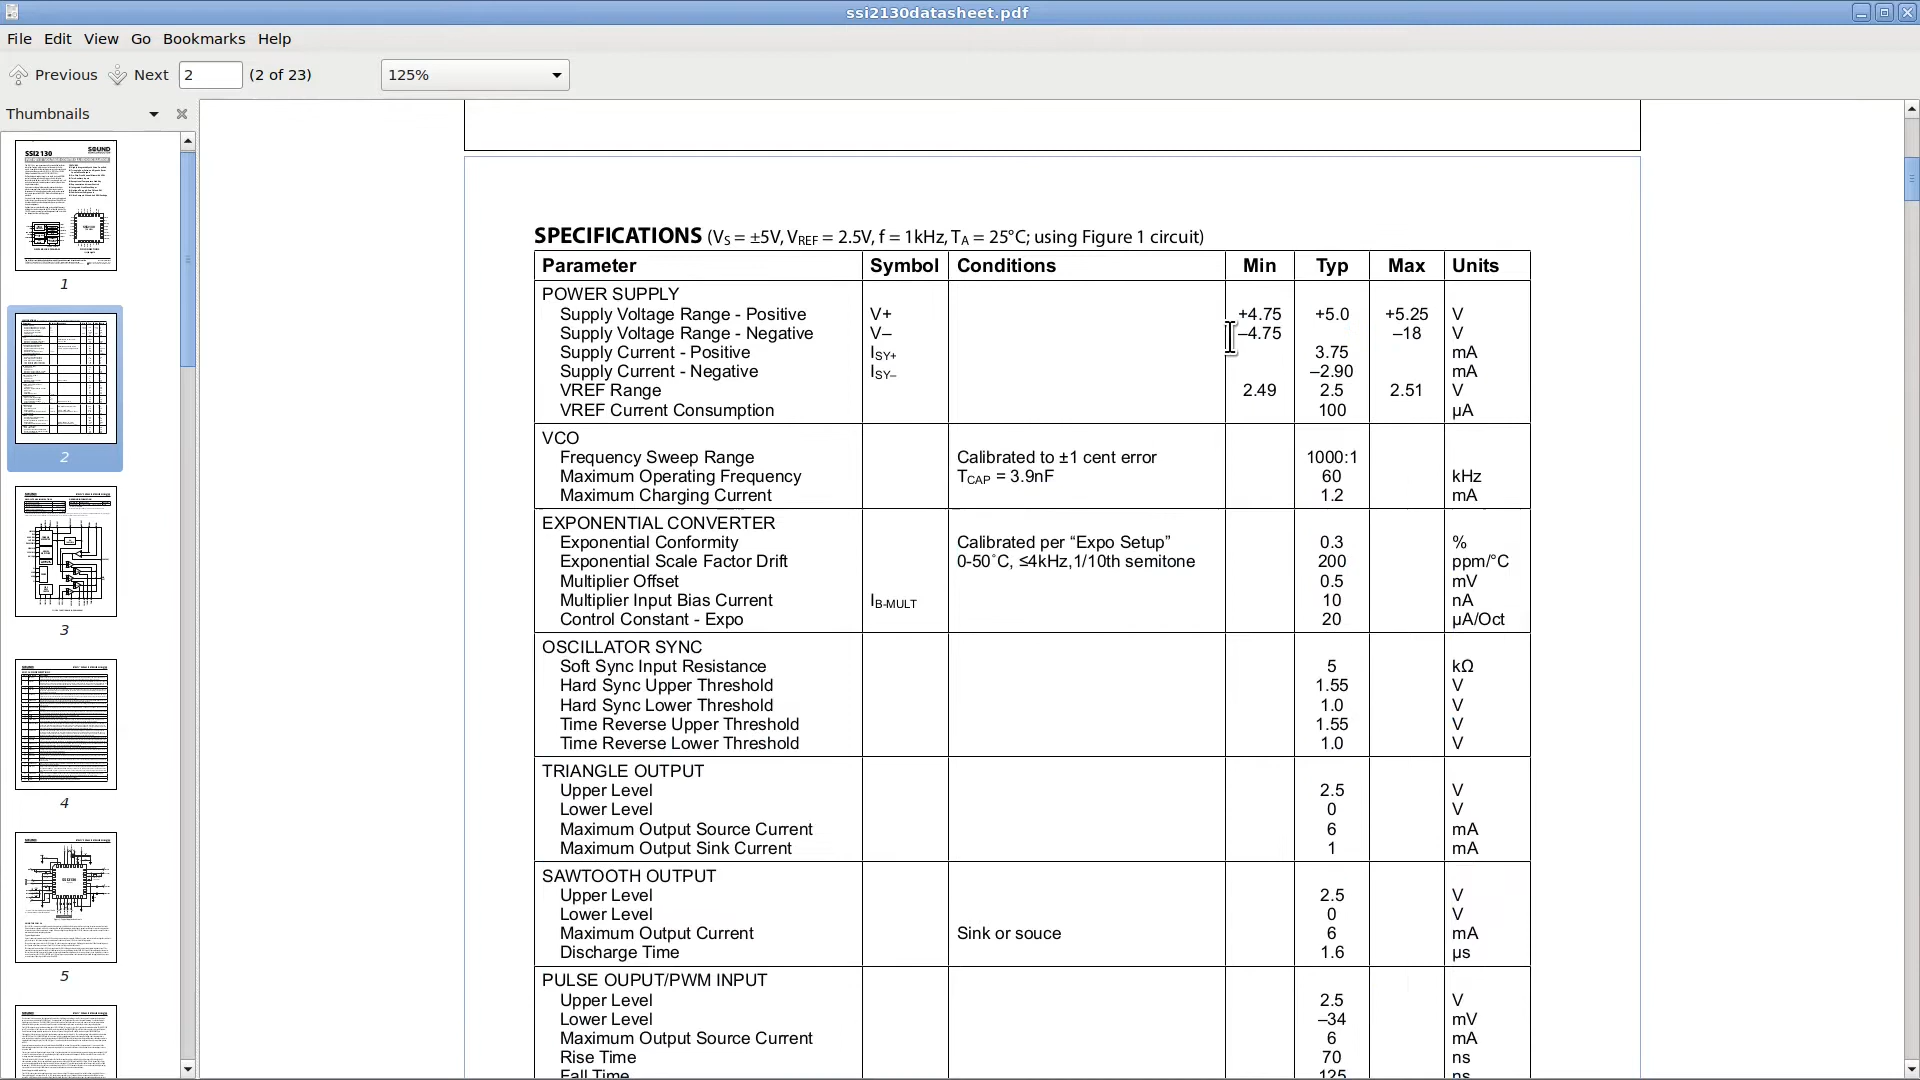 ssi2130datasheet.pdf
File Edit View Go Bookmarks Help
Previous Next 2 (2 of 23) 125%
Thumbnails
SSI2130 SOUND
1
2
3
4
5
SPECIFICATIONS (VS = ±5V, VREF = 2.5V, f = 1kHz, TA = 25°C; using Figure 1 circuit)
Parameter Symbol Conditions Min Typ Max Units
POWER SUPPLY
Supply Voltage Range - Positive V+ +4.75 +5.0 +5.25 V
Supply Voltage Range - Negative V– –4.75 –18 V
Supply Current - Positive ISY+ 3.75 mA
Supply Current - Negative ISY– –2.90 mA
VREF Range 2.49 2.5 2.51 V
VREF Current Consumption 100 µA
VCO
Frequency Sweep Range Calibrated to ±1 cent error 1000:1
Maximum Operating Frequency TCAP = 3.9nF 60 kHz
Maximum Charging Current 1.2 mA
EXPONENTIAL CONVERTER
Exponential Conformity Calibrated per “Expo Setup” 0.3 %
Exponential Scale Factor Drift 0-50˚C, ≤4kHz,1/10th semitone 200 ppm/°C
Multiplier Offset 0.5 mV
Multiplier Input Bias Current IB-MULT 10 nA
Control Constant - Expo 20 µA/Oct
OSCILLATOR SYNC
Soft Sync Input Resistance 5 kΩ
Hard Sync Upper Threshold 1.55 V
Hard Sync Lower Threshold 1.0 V
Time Reverse Upper Threshold 1.55 V
Time Reverse Lower Threshold 1.0 V
TRIANGLE OUTPUT
Upper Level 2.5 V
Lower Level 0 V
Maximum Output Source Current 6 mA
Maximum Output Sink Current 1 mA
SAWTOOTH OUTPUT
Upper Level 2.5 V
Lower Level 0 V
Maximum Output Current Sink or souce 6 mA
Discharge Time 1.6 µs
PULSE OUPUT/PWM INPUT
Upper Level 2.5 V
Lower Level –34 mV
Maximum Output Source Current 6 mA
Rise Time 70 ns
Fall Time 125 ns